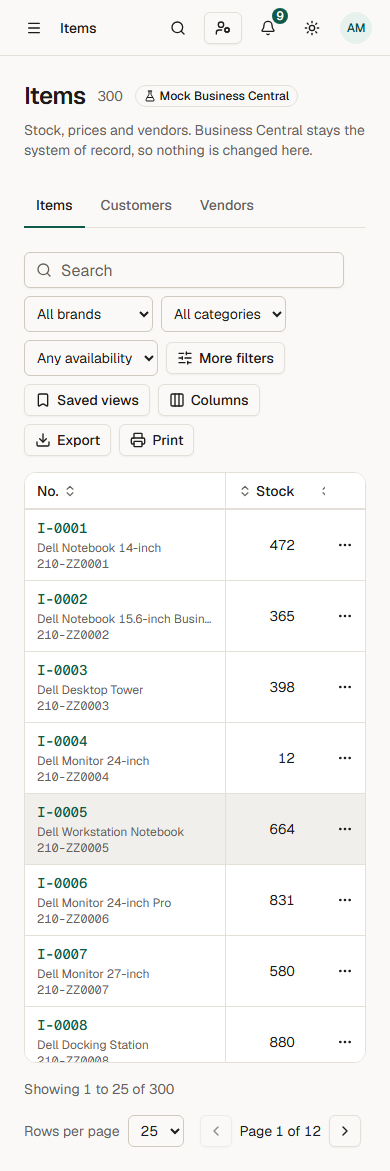 Items
9
AM
Items 300 Mock Business Central
Stock, prices and vendors. Business Central stays the
system of record, so nothing is changed here.
Items Customers Vendors
Search
All brands All categories
Any availability More filters
Saved views Columns
Export Print
No. Stock
I-0001
Dell Notebook 14-inch
210-ZZ0001
472
I-0002
Dell Notebook 15.6-inch Busin...
210-ZZ0002
365
I-0003
Dell Desktop Tower
210-ZZ0003
398
I-0004
Dell Monitor 24-inch
210-ZZ0004
12
I-0005
Dell Workstation Notebook
210-ZZ0005
664
I-0006
Dell Monitor 24-inch Pro
210-ZZ0006
831
I-0007
Dell Monitor 27-inch
210-ZZ0007
580
I-0008
Dell Docking Station
210-ZZ0008
880
Showing 1 to 25 of 300
Rows per page 25 Page 1 of 12